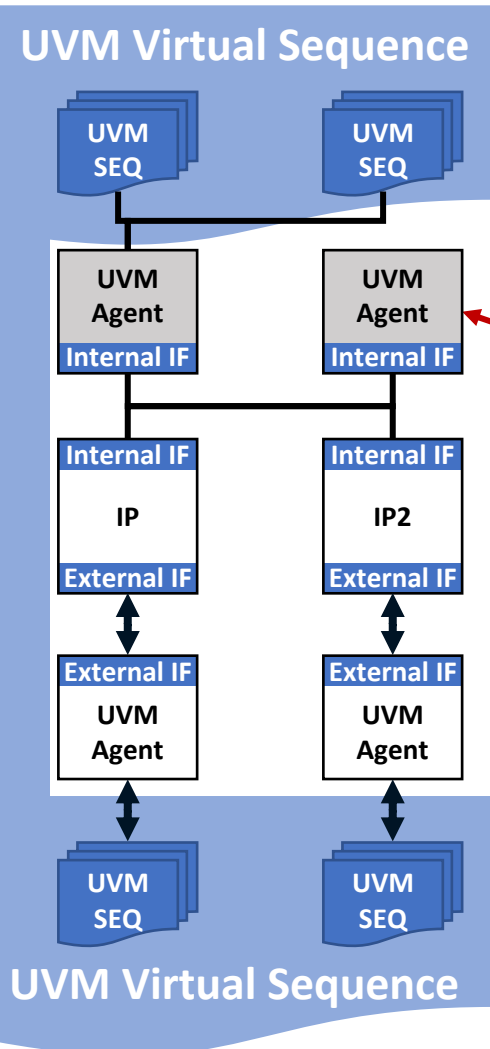 UVM Virtual Sequence
UVM
SEQ
UVM
SEQ
UVM
Agent
Internal IF
UVM
Agent
Internal IF
Internal IF
IP
External IF
Internal IF
IP2
External IF
External IF
UVM
Agent
External IF
UVM
Agent
UVM
SEQ
UVM
SEQ
UVM Virtual Sequence